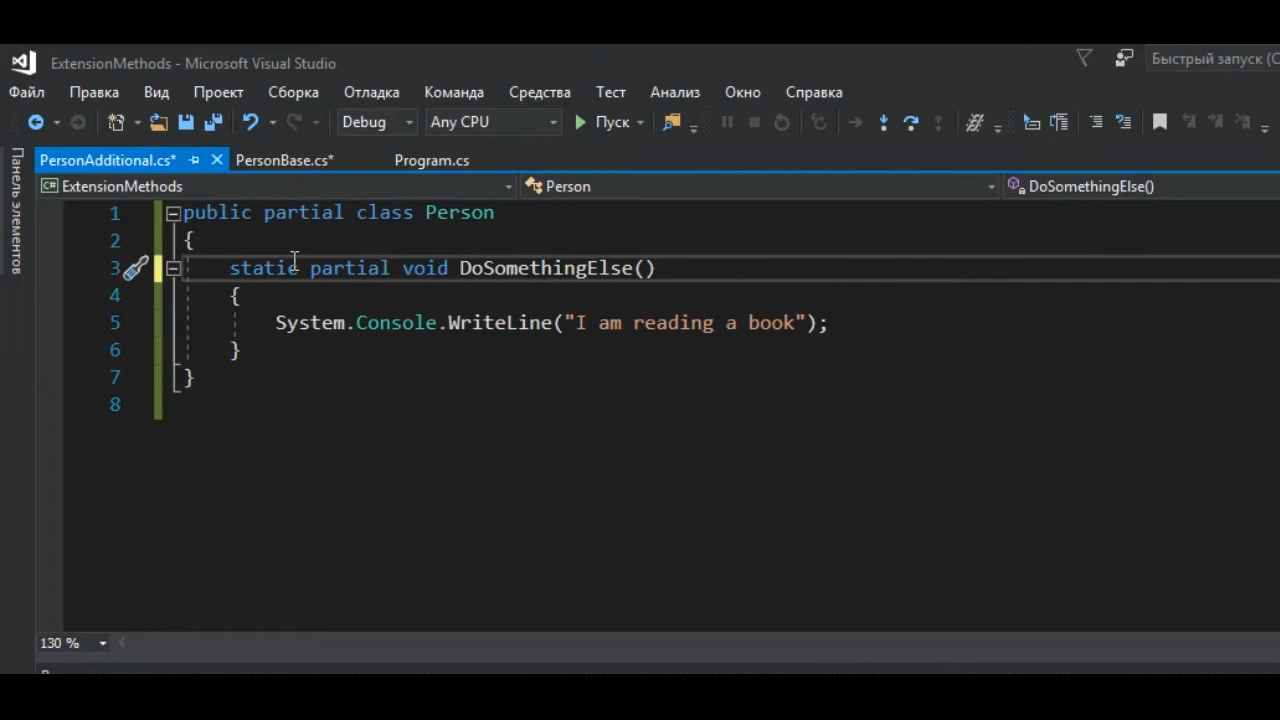 ExtensionMethods - Microsoft Visual Studio
Быстрый запуск (C
Файл Правка Вид Проект Сборка Отладка Команда Средства Тест Анализ Окно Справка
Debug Any CPU Пуск
Панель элементов
PersonAdditional.cs* PersonBase.cs* Program.cs
C# ExtensionMethods Person DoSomethingElse()
1 public partial class Person
2 {
3 static partial void DoSomethingElse()
4 {
5 System.Console.WriteLine("I am reading a book");
6 }
7 }
8
130 %